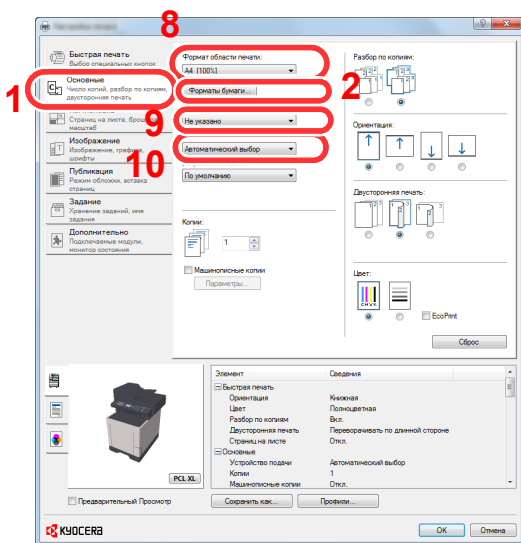 8
Быстрая печать
Выбор специальных кнопок
1
Основные
Число копий, разбор по копиям,
двусторонняя печать
Страниц на листе,
масштаб
Изображение
Изображение, графика,
шрифты
Публикация
Режим обложки, вставка
страниц
Задание
Хранение заданий, имя
задания
Дополнительно
Подключаемые модули,
монитор состояния
Формат области печати:
A4 [100%]
Форматы бумаги...
2
9
Не указано
10
Автоматический выбор
По умолчанию
Копии:
1
Машинописные копии
Параметры...
Разбор по копиям:
Ориентация:
Двусторонняя печать:
Цвет:
CMYK
EcoPrint
Сброс
Элемент Сведения
Быстрая печать
Ориентация Книжная
Цвет Полноцветная
Разбор по копиям Вкл.
Двусторонняя печать Переворачивать по длинной стороне
Страниц на листе Откл.
Основные
Устройство подачи Автоматический выбор
Копии 1
Машинописные копии Откл.
PCL XL
Предварительный Просмотр
Сохранить как...
Профили...
KYOCERA
OK
Отмена